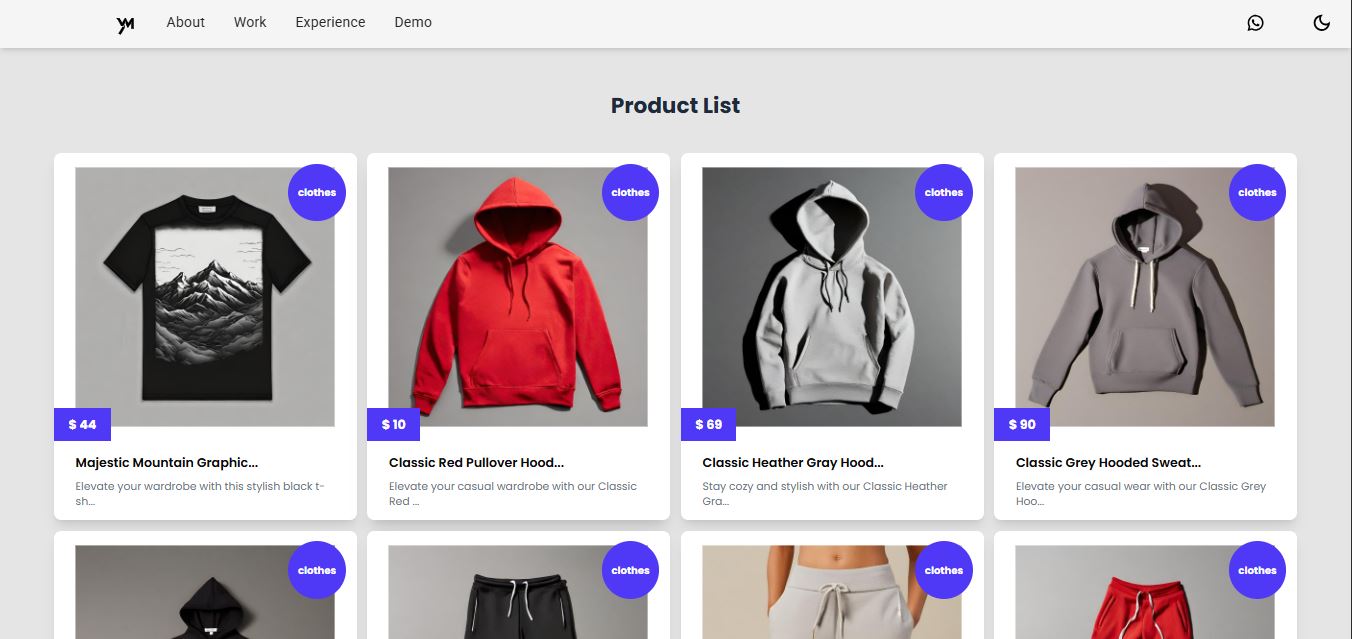 About Work Experience Demo
Product List
clothes
clothes
clothes
clothes
$ 44
$ 10
$ 69
$ 90
Majestic Mountain Graphic...
Elevate your wardrobe with this stylish black t-
sh...
Classic Red Pullover Hood...
Elevate your casual wardrobe with our Classic
Red ...
Classic Heather Gray Hood...
Stay cozy and stylish with our Classic Heather
Gra...
Classic Grey Hooded Sweat...
Elevate your casual wear with our Classic Grey
Hoo...
clothes
clothes
clothes
clothes